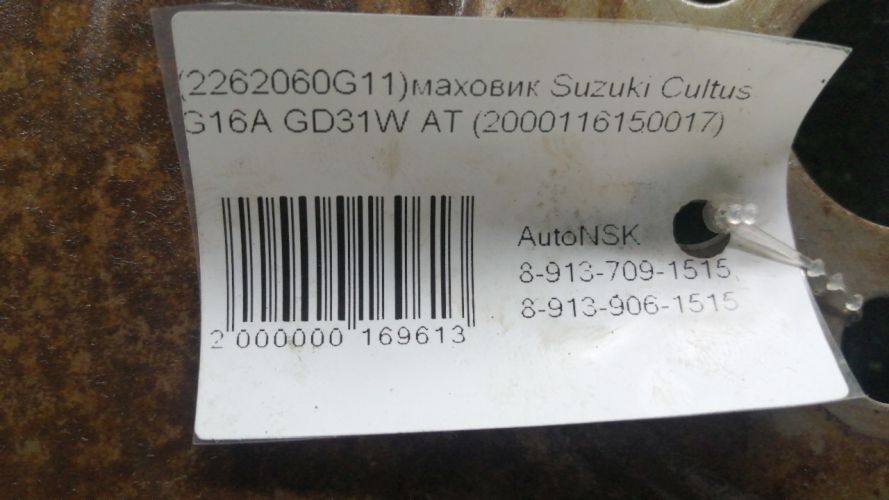 (2262060G11)маховик Suzuki Cultus
G16A GD31W AT (2000116150017)
AutoNSK
8-913-709-1515,
8-913-906-1515
2 000000 169613